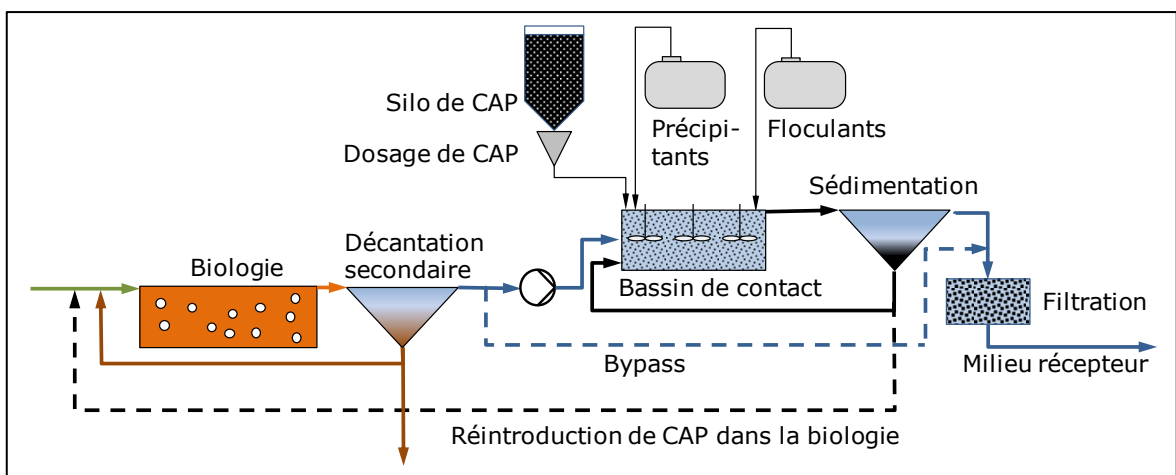 Silo de CAP
Dosage de CAP
Précipi-
tants
Floculants
Sédimentation
Biologie
Décantation
secondaire
Bassin de contact
Filtration
Bypass
Milieu récepteur
Réintroduction de CAP dans la biologie